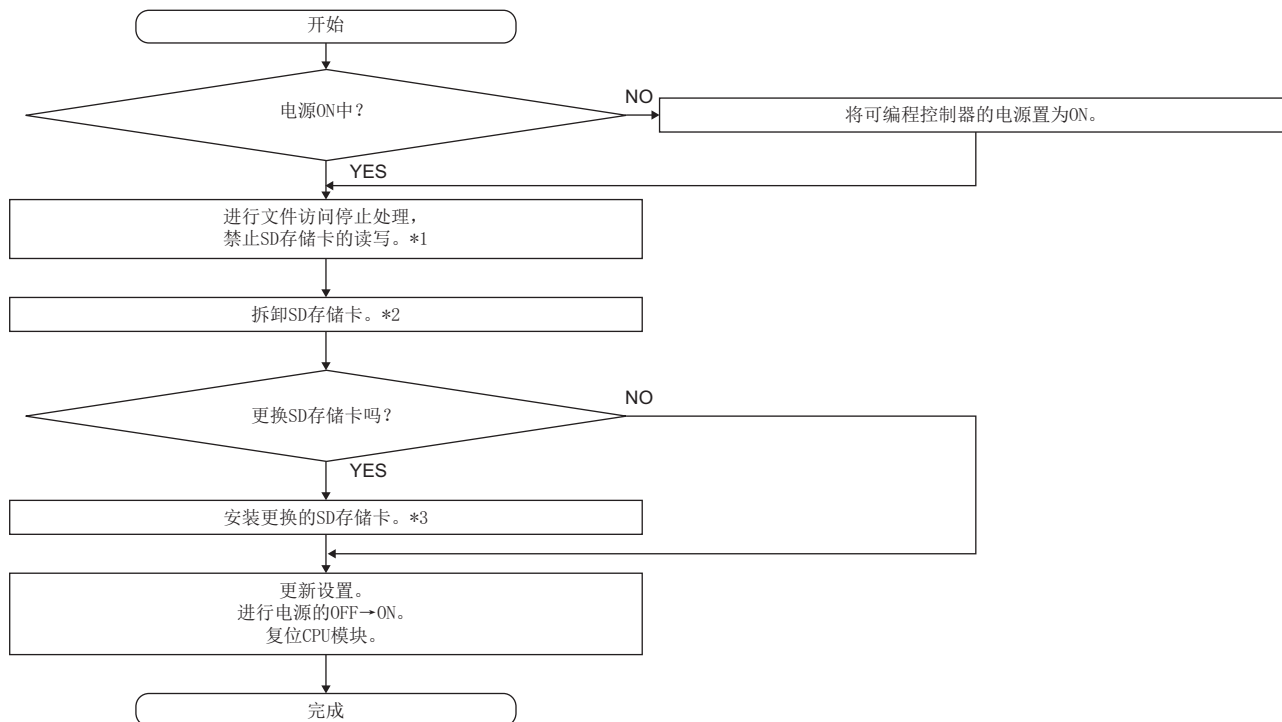 开始
电源ON中？
NO
将可编程控制器的电源置为ON。
YES
进行文件访问停止处理，
禁止SD存储卡的读写。*1
拆卸SD存储卡。*2
更换SD存储卡吗？
NO
YES
安装更换的SD存储卡。*3
更新设置。
进行电源的OFF→ON。
复位CPU模块。
完成